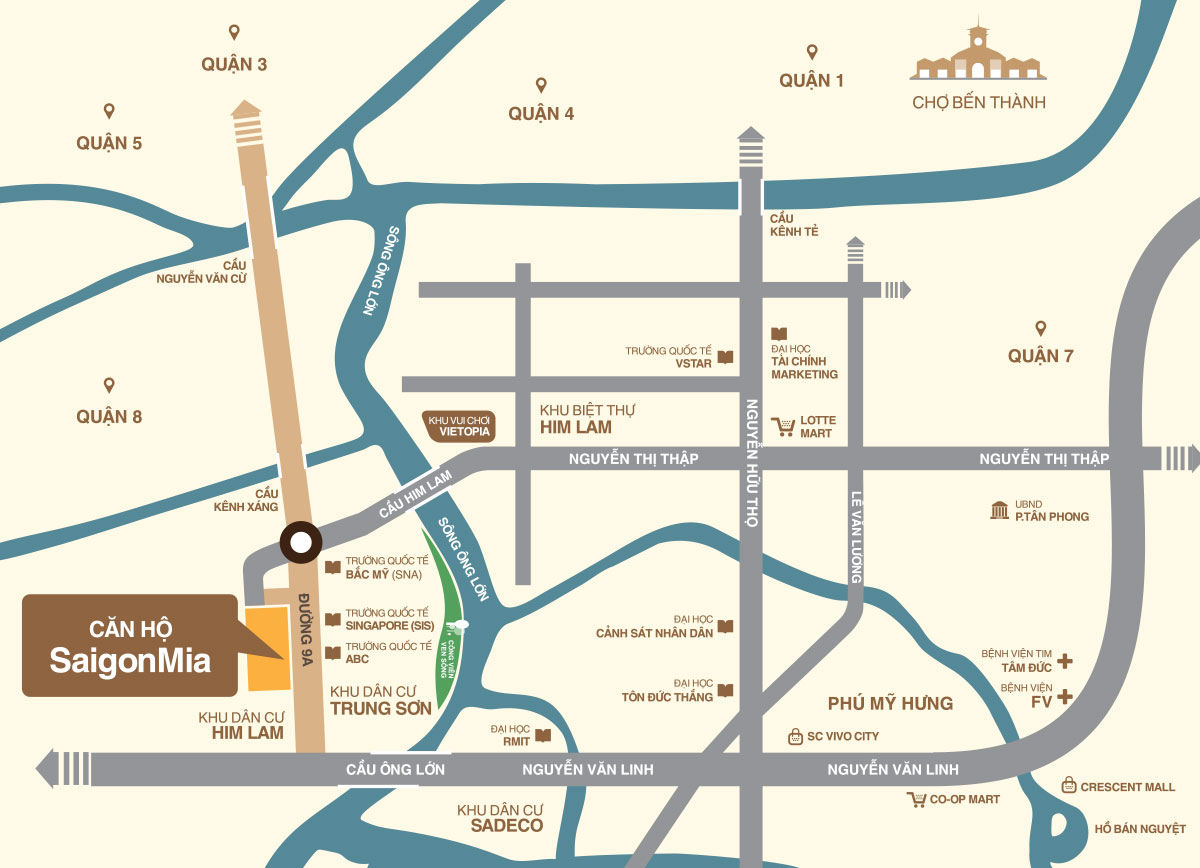 QUẬN 3
QUẬN 5
QUẬN 4
QUẬN 1
CHỢ BẾN THÀNH
CẦU
KÊNH TẺ
CẦU
NGUYỄN VĂN CỪ
SÔNG ÔNG LỚN
QUẬN 7
QUẬN 8
TRƯỜNG QUỐC TẾ
VSTAR
ĐẠI HỌC
TÀI CHÍNH
MARKETING
KHU VUI CHƠI
VIETOPIA
KHU BIỆT THỰ
HIM LAM
NGUYỄN HỮU THỌ
LOTTE
MART
NGUYỄN THỊ THẬP
NGUYỄN THỊ THẬP
CẦU
KÊNH XÁNG
CẦU HIM LAM
SÔNG ÔNG LỚN
LÊ VĂN LƯƠNG
UBND
P.TÂN PHONG
TRƯỜNG QUỐC TẾ
BẮC MỸ (SNA)
ĐƯỜNG 9A
TRƯỜNG QUỐC TẾ
SINGAPORE (SIS)
TRƯỜNG QUỐC TẾ
ABC
CÔNG VIÊN
VEN SÔNG
CĂN HỘ
SaigonMia
ĐẠI HỌC
CẢNH SÁT NHÂN DÂN
ĐẠI HỌC
TÔN ĐỨC THẮNG
BỆNH VIỆN TIM
TÂM ĐỨC
BỆNH VIỆN
FV
PHÚ MỸ HƯNG
KHU DÂN CƯ
TRUNG SƠN
KHU DÂN CƯ
HIM LAM
ĐẠI HỌC
RMIT
SC VIVO CITY
CẦU ÔNG LỚN
NGUYỄN VĂN LINH
NGUYỄN VĂN LINH
CO-OP MART
CRESCENT MALL
KHU DÂN CƯ
SADECO
HỒ BÁN NGUYỆT